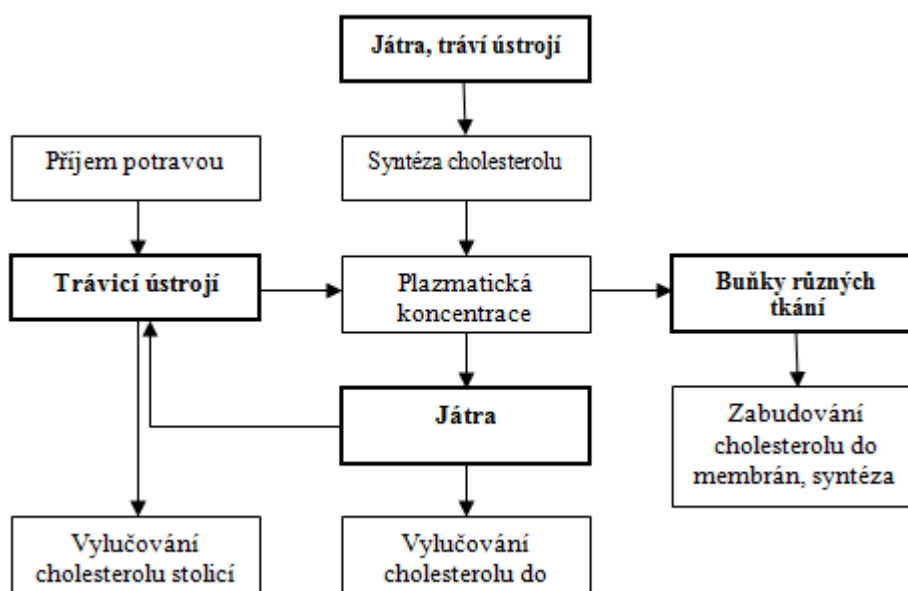 Játra, tráví ústrojí
Příjem potravou
Syntéza cholesterolu
Trávicí ústrojí
Plazmatická
koncentrace
Buňky různých
tkání
Játra
Zabudování
cholesterolu do
membrán, syntéza
Vylučování
cholesterolu stolicí
Vylučování
cholesterolu do